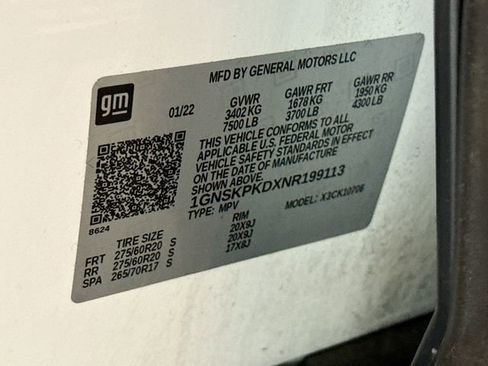 gm
MFD BY GENERAL MOTORS LLC
01/22 GVWR GAWR FRT GAWR RR
3402 KG 1678 KG 1950 KG
7500 LB 3700 LB 4300 LB
THIS VEHICLE CONFORMS TO ALL
APPLICABLE U.S. FEDERAL MOTOR
VEHICLE SAFETY STANDARDS IN EFFECT
ON THE DATE OF MANUFACTURE
SHOWN ABOVE.
1GNSKPKDXNR199113
TYPE: MPV MODEL: X3CK10706
8624
TIRE SIZE RIM
FRT 275/60R20 S 20X9J
RR 275/60R20 S 20X9J
SPA 265/70R17 S 17X8J